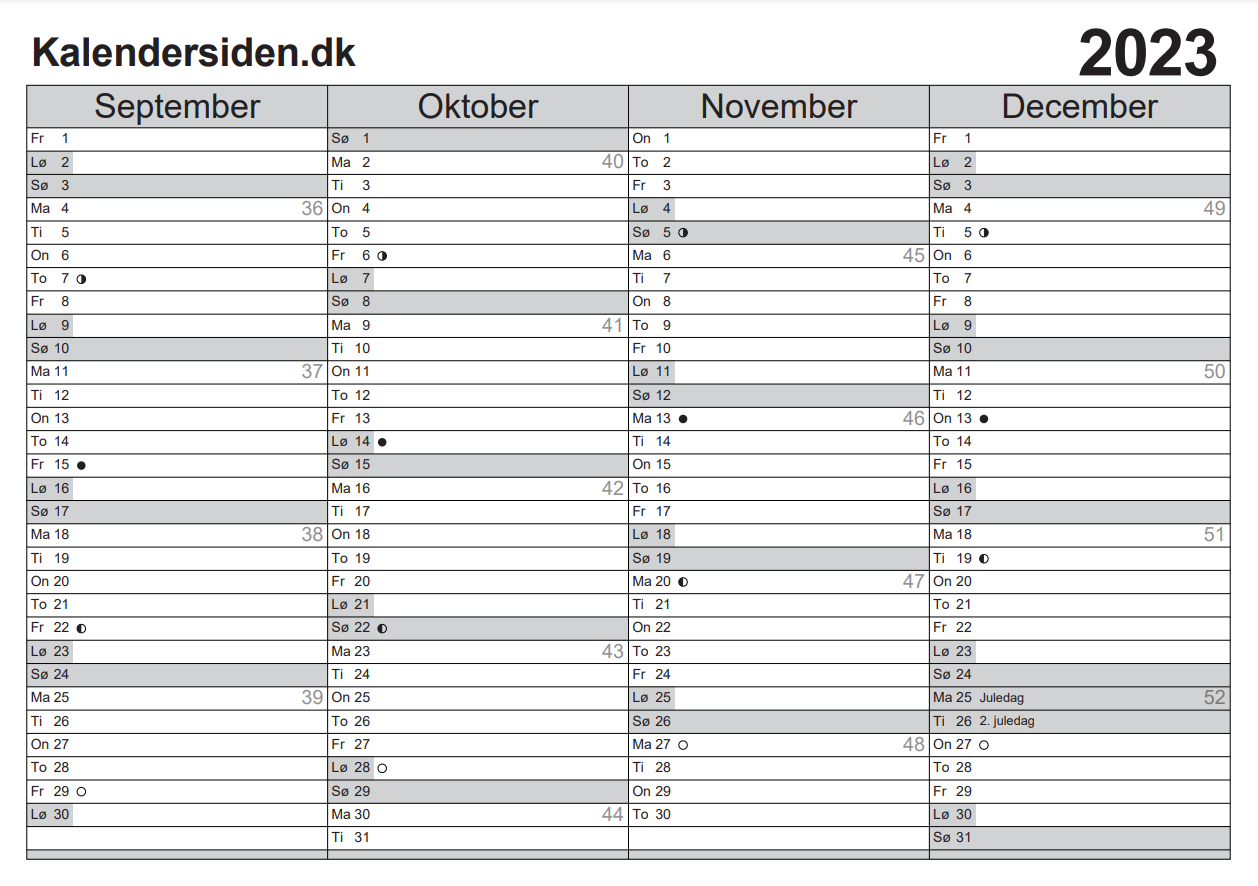 Kalendersiden.dk 2023
September Oktober November December
Fr 1 Sø 1 On 1 Fr 1
Lø 2 Ma 2 40 To 2 Lø 2
Sø 3 Ti 3 Fr 3 Sø 3
Ma 4 36 On 4 Lø 4 Ma 4 49
Ti 5 To 5 Sø 5 Ti 5
On 6 Fr 6 Ma 6 45 On 6
To 7 Lø 7 Ti 7 To 7
Fr 8 Sø 8 On 8 Fr 8
Lø 9 Ma 9 41 To 9 Lø 9
Sø 10 Ti 10 Fr 10 Sø 10
Ma 11 37 On 11 Lø 11 Ma 11 50
Ti 12 To 12 Sø 12 Ti 12
On 13 Fr 13 Ma 13 46 On 13
To 14 Lø 14 Ti 14 To 14
Fr 15 Sø 15 On 15 Fr 15
Lø 16 Ma 16 42 To 16 Lø 16
Sø 17 Ti 17 Fr 17 Sø 17
Ma 18 38 On 18 Lø 18 Ma 18 51
Ti 19 To 19 Sø 19 Ti 19
On 20 Fr 20 Ma 20 47 On 20
To 21 Lø 21 Ti 21 To 21
Fr 22 Sø 22 On 22 Fr 22
Lø 23 Ma 23 43 To 23 Lø 23
Sø 24 Ti 24 Fr 24 Sø 24
Ma 25 39 On 25 Lø 25 Ma 25 Juledag 52
Ti 26 To 26 Sø 26 Ti 26 2. juledag
On 27 Fr 27 Ma 27 48 On 27
To 28 Lø 28 Ti 28 To 28
Fr 29 Sø 29 On 29 Fr 29
Lø 30 Ma 30 44 To 30 Lø 30
Ti 31 Sø 31